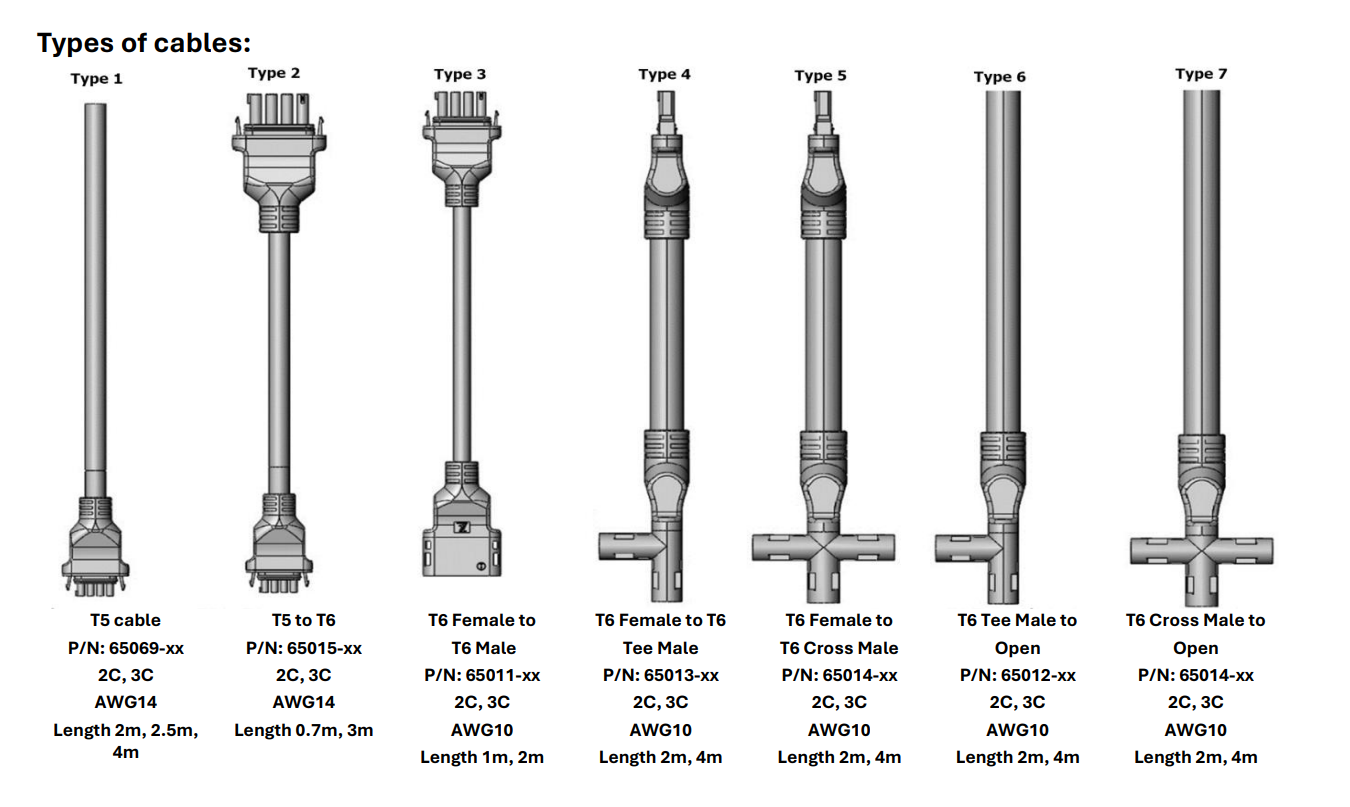 Types of cables:
Type 1
Type 2
Type 3
Type 4
Type 5
Type 6
Type 7
T5 cable
P/N: 65069-xx
2C, 3C
AWG14
Length 2m, 2.5m,
4m
T5 to T6
P/N: 65015-xx
2C, 3C
AWG14
Length 0.7m, 3m
T6 Female to
T6 Male
P/N: 65011-xx
2C, 3C
AWG10
Length 1m, 2m
T6 Female to T6
Tee Male
P/N: 65013-xx
2C, 3C
AWG10
Length 2m, 4m
T6 Female to
T6 Cross Male
P/N: 65014-xx
2C, 3C
AWG10
Length 2m, 4m
T6 Tee Male to
Open
P/N: 65012-xx
2C, 3C
AWG10
Length 2m, 4m
T6 Cross Male to
Open
P/N: 65014-xx
2C, 3C
AWG10
Length 2m, 4m